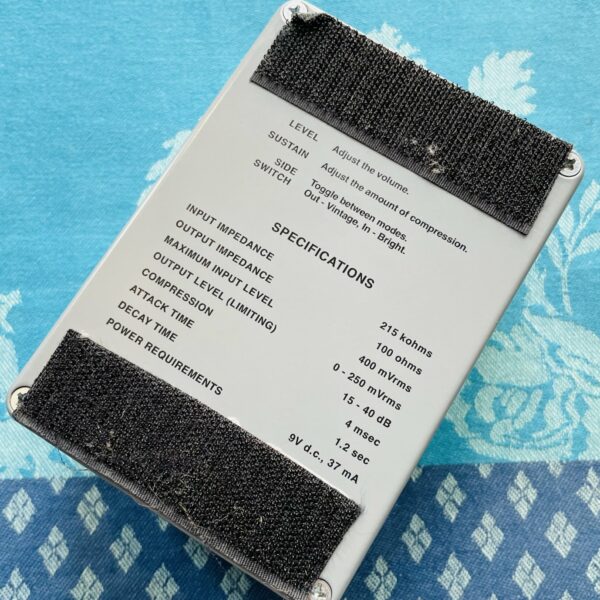 LEVEL Adjust the volume.
SUSTAIN Adjust the amount of compression.
SIDE SWITCH Toggle between modes.
Out - Vintage, In - Bright.
SPECIFICATIONS
INPUT IMPEDANCE 215 kohms
OUTPUT IMPEDANCE 100 ohms
MAXIMUM INPUT LEVEL 400 mVrms
OUTPUT LEVEL (LIMITING) 0 - 250 mVrms
COMPRESSION 15 - 40 dB
ATTACK TIME 4 msec
DECAY TIME 1.2 sec
POWER REQUIREMENTS 9V d.c., 37 mA